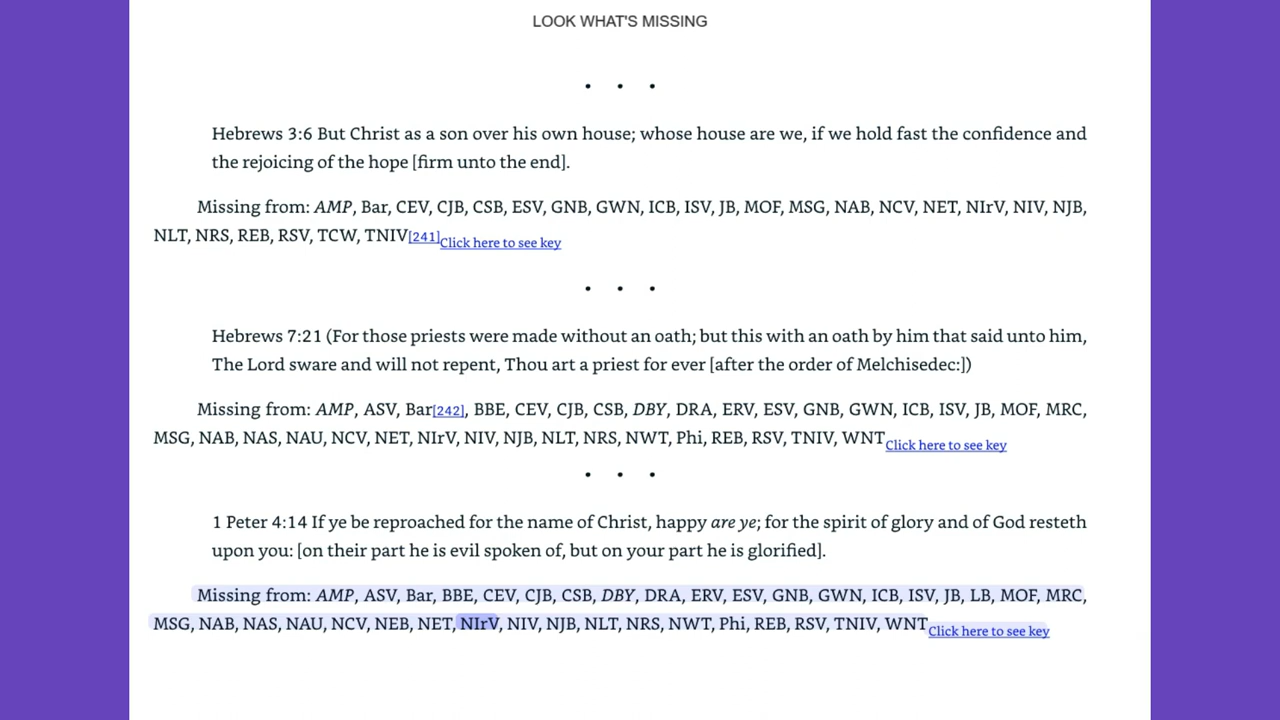 LOOK WHAT'S MISSING
• • •
Hebrews 3:6 But Christ as a son over his own house; whose house are we, if we hold fast the confidence and
the rejoicing of the hope [firm unto the end].
Missing from: AMP, Bar, CEV, CJB, CSB, ESV, GNB, GWN, ICB, ISV, JB, MOF, MSG, NAB, NCV, NET, NIrV, NIV, NJB,
NLT, NRS, REB, RSV, TCW, TNIV[241]Click here to see key
• • •
Hebrews 7:21 (For those priests were made without an oath; but this with an oath by him that said unto him,
The Lord sware and will not repent, Thou art a priest for ever [after the order of Melchisedec:])
Missing from: AMP, ASV, Bar[242], BBE, CEV, CJB, CSB, DBY, DRA, ERV, ESV, GNB, GWN, ICB, ISV, JB, MOF, MRC,
MSG, NAB, NAS, NAU, NCV, NET, NIrV, NIV, NJB, NLT, NRS, NWT, Phi, REB, RSV, TNIV, WNTClick here to see key
• • •
1 Peter 4:14 If ye be reproached for the name of Christ, happy are ye; for the spirit of glory and of God resteth
upon you: [on their part he is evil spoken of, but on your part he is glorified].
Missing from: AMP, ASV, Bar, BBE, CEV, CJB, CSB, DBY, DRA, ERV, ESV, GNB, GWN, ICB, ISV, JB, LB, MOF, MRC,
MSG, NAB, NAS, NAU, NCV, NEB, NET, NIrV, NIV, NJB, NLT, NRS, NWT, Phi, REB, RSV, TNIV, WNTClick here to see key